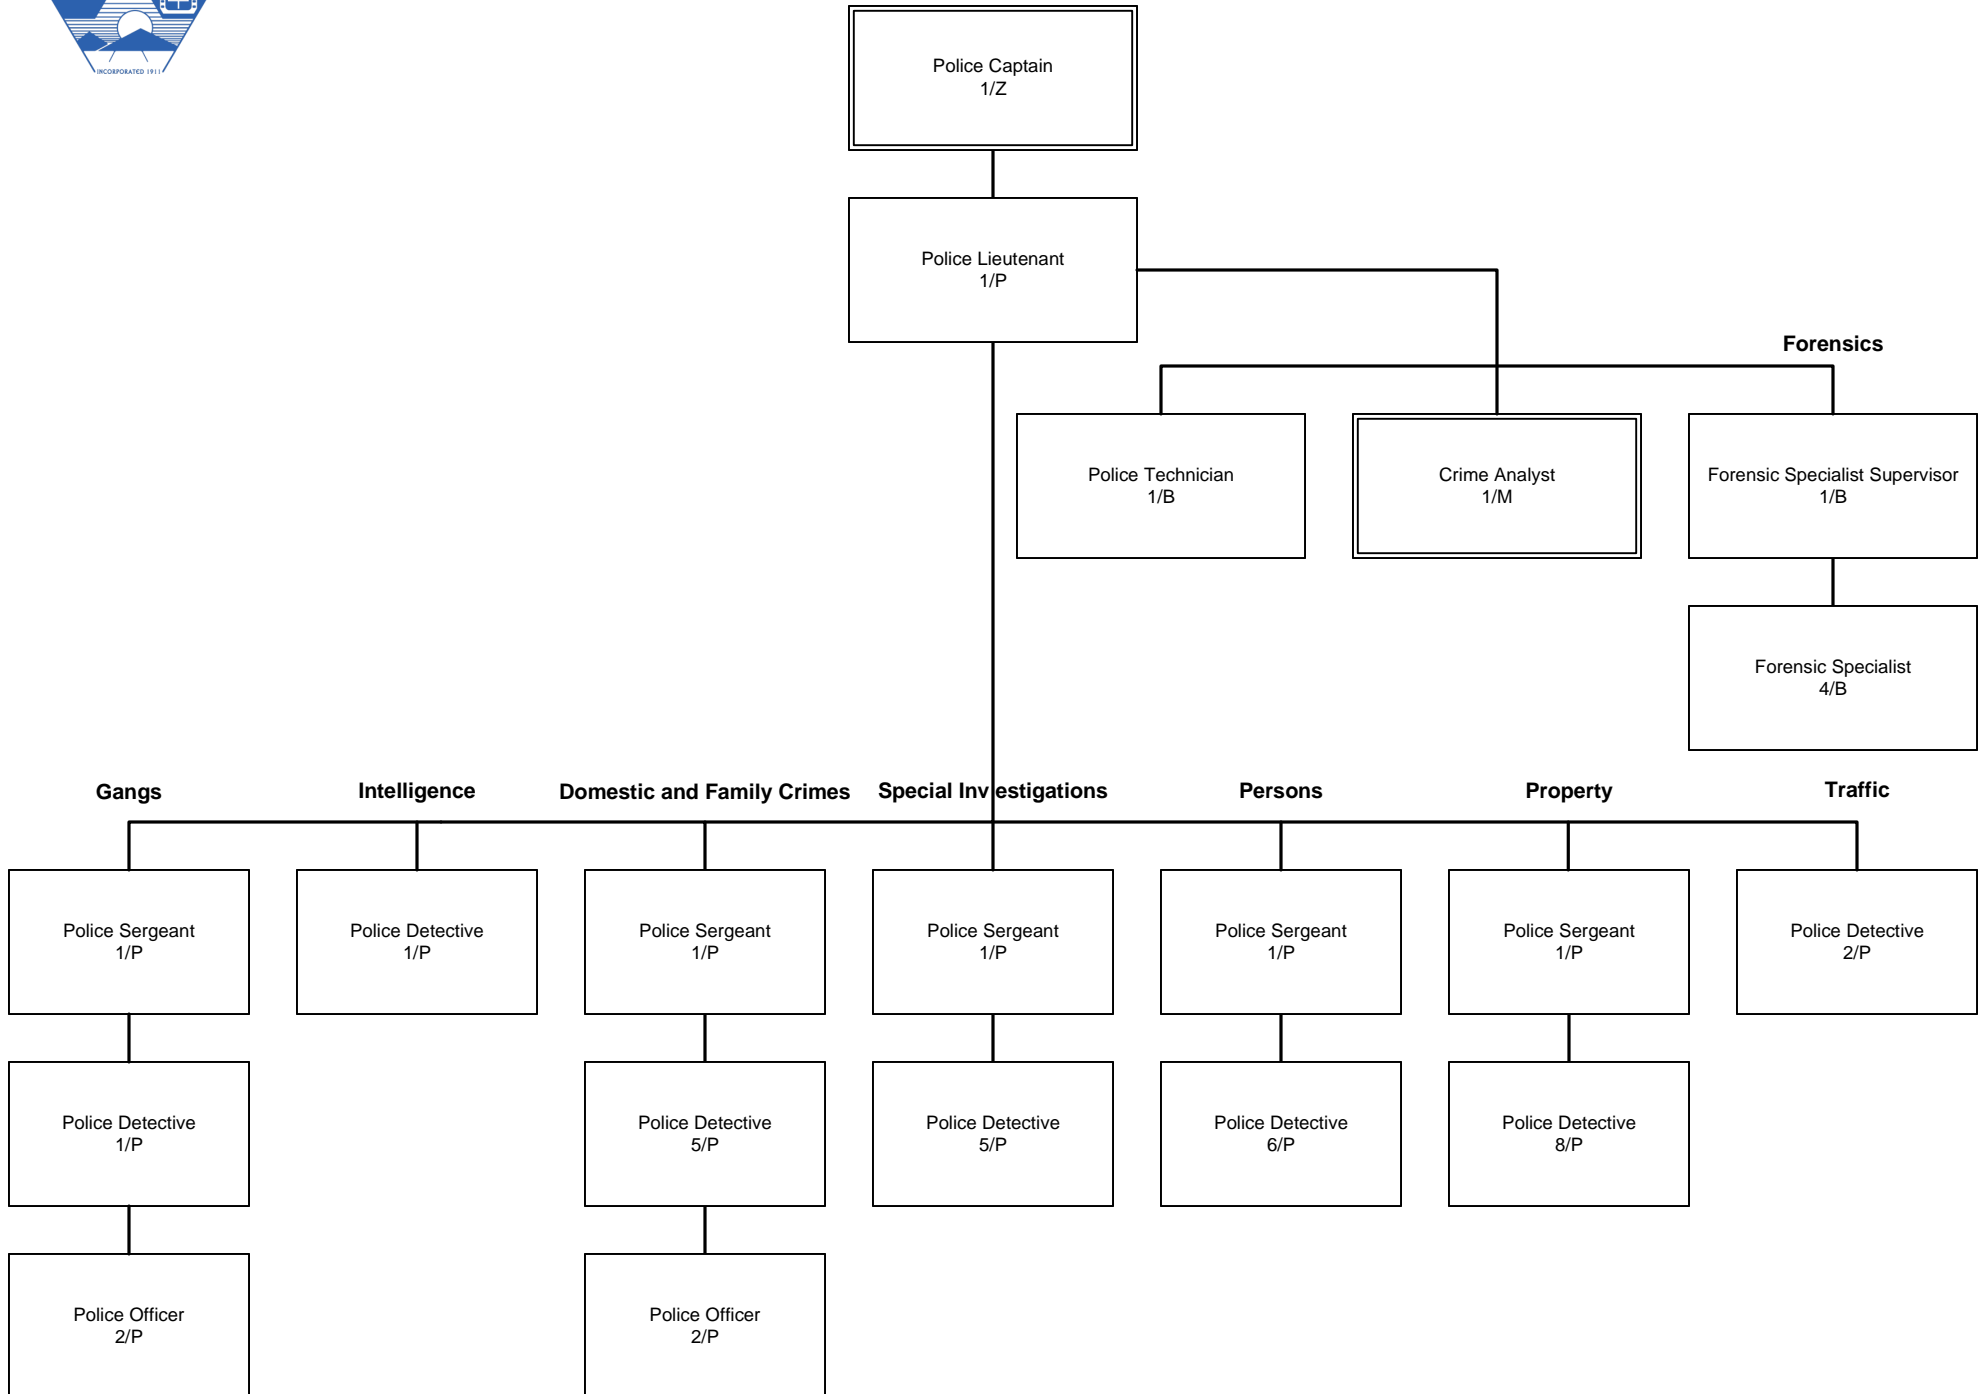 INCORPORATED 1911
Police Captain
1/Z
Police Lieutenant
1/P
Forensics
Police Technician
1/B
Crime Analyst
1/M
Forensic Specialist Supervisor
1/B
Forensic Specialist
4/B
Gangs
Intelligence
Domestic and Family Crimes
Special Investigations
Persons
Property
Traffic
Police Sergeant
1/P
Police Detective
1/P
Police Sergeant
1/P
Police Sergeant
1/P
Police Sergeant
1/P
Police Sergeant
1/P
Police Detective
2/P
Police Detective
1/P
Police Detective
5/P
Police Detective
5/P
Police Detective
6/P
Police Detective
8/P
Police Officer
2/P
Police Officer
2/P